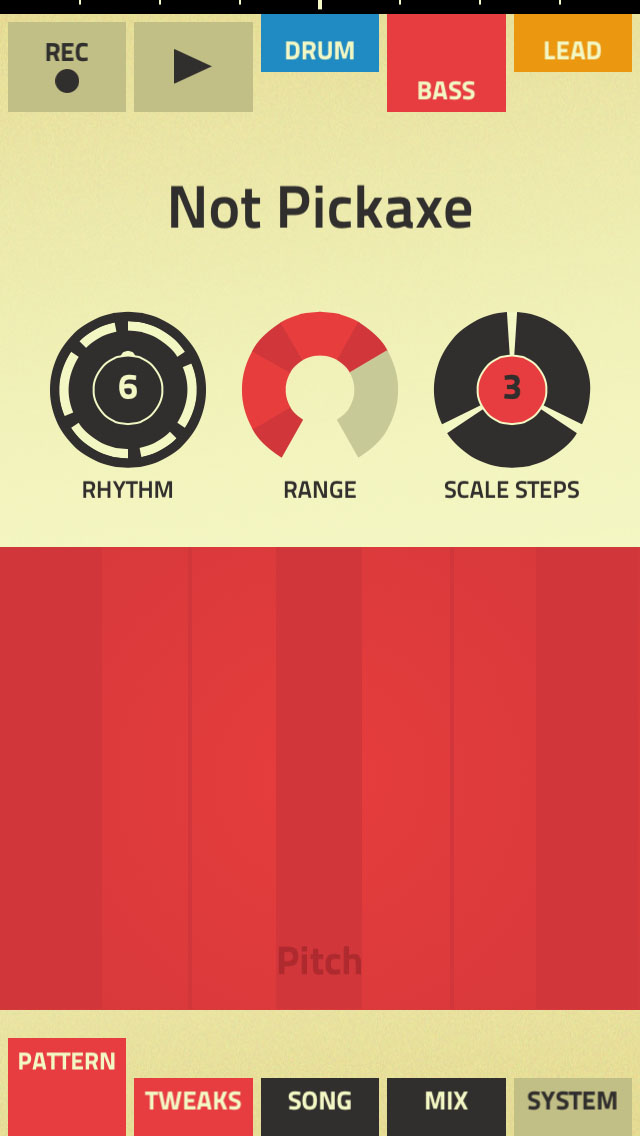 REC
DRUM
BASS
LEAD
Not Pickaxe
6
3
RHYTHM
RANGE
SCALE STEPS
Pitch
PATTERN
TWEAKS
SONG
MIX
SYSTEM